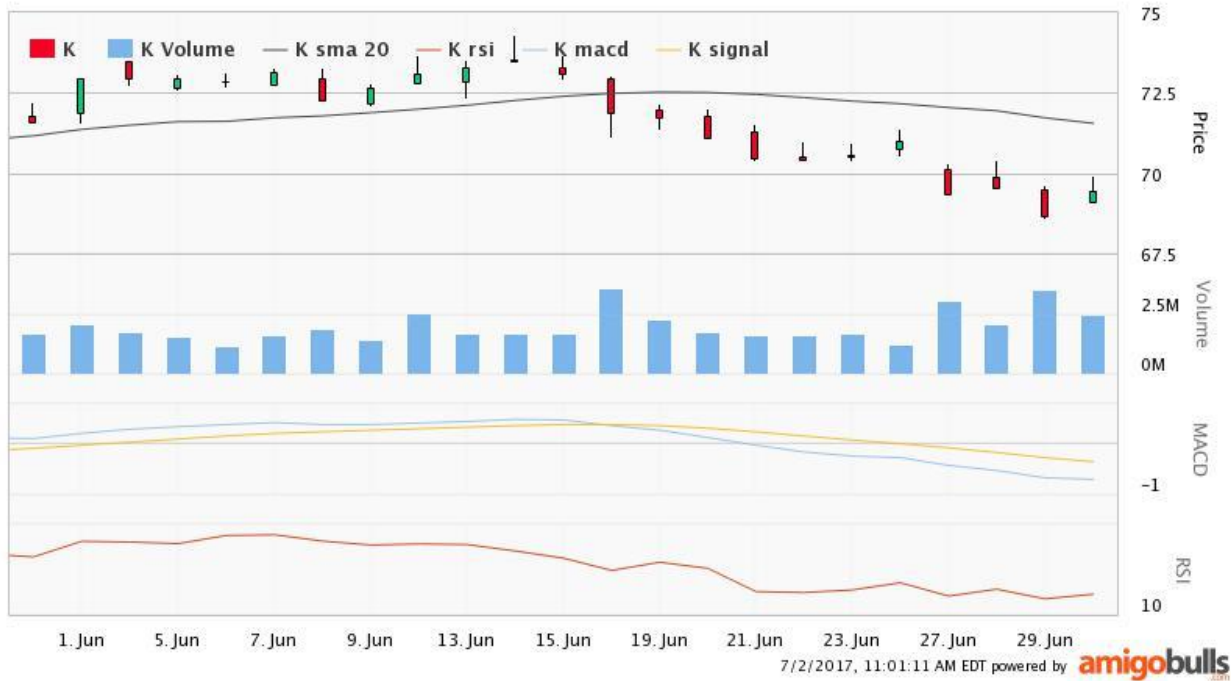 75
K K Volume K sma 20 K rsi K macd K signal
72.5
Price
70
67.5
Volume
2.5M
0M
MACD
-1
RSI
10
1. Jun 5. Jun 7. Jun 9. Jun 13. Jun 15. Jun 19. Jun 21. Jun 23. Jun 27. Jun 29. Jun
7/2/2017, 11:01:11 AM EDT powered by amigobulls
.com